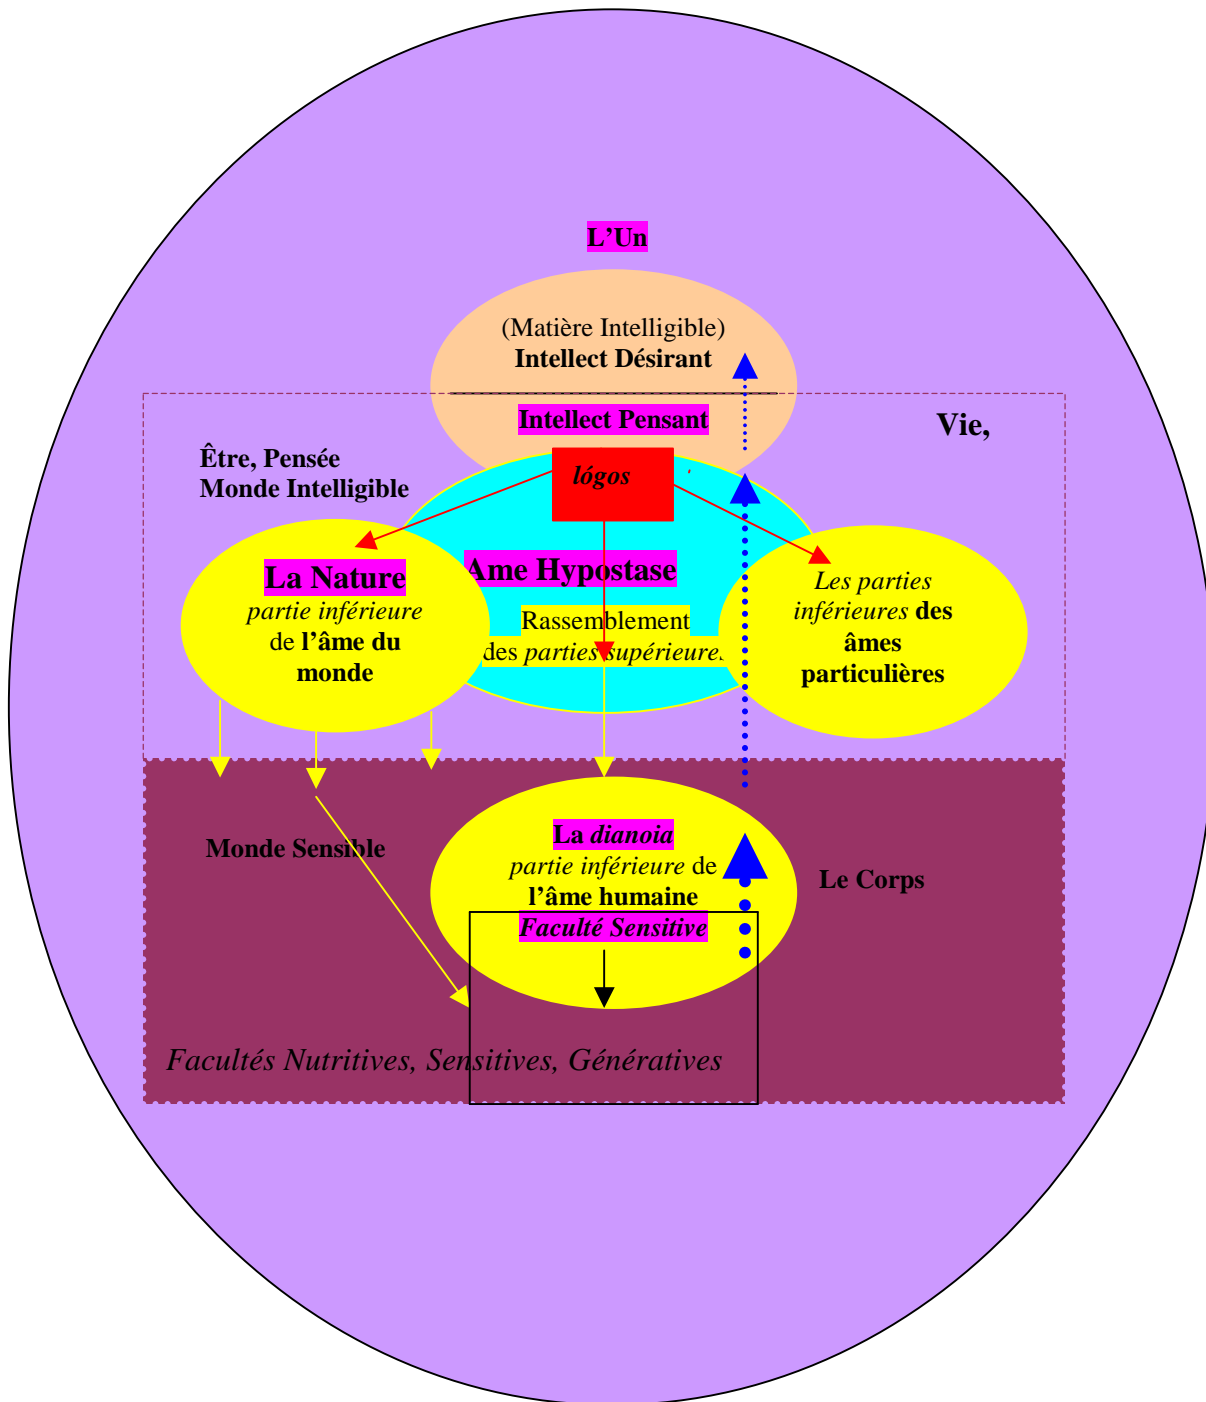 L’Un
(Matière Intelligible)
Intellect Désirant
Intellect Pensant
Vie,
Être, Pensée
Monde Intelligible
lógos
La Nature
partie inférieure
de l’âme du
monde
Ame Hypostase
Rassemblement
des parties supérieures
Les parties
inférieures des
âmes
particulières
Monde Sensible
La dianoia
partie inférieure de
l’âme humaine
Faculté Sensitive
Le Corps
Facultés Nutritives, Sensitives, Génératives